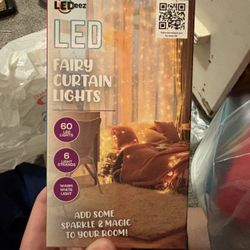 LEDeez
LED
FAIRY
CURTAIN
LIGHTS
60
LED
LIGHTS
6
LIGHT
STRANDS
WARM
WHITE
LIGHT
ADD SOME
SPARKLE & MAGIC
TO YOUR ROOM!